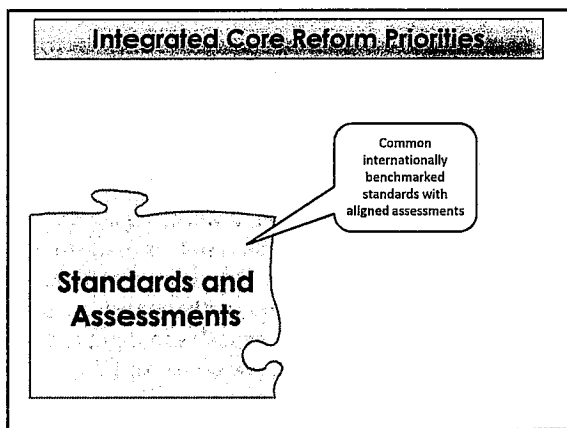 Integrated Core Reform Priorities
Common
internationally
benchmarked
standards with
aligned assessments
Standards and
Assessments